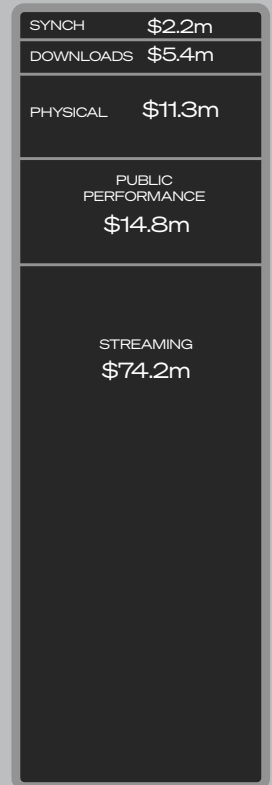 SYNCH $2.2m
DOWNLOADS $5.4m
PHYSICAL $11.3m
PUBLIC
PERFORMANCE
$14.8m
STREAMING
$74.2m